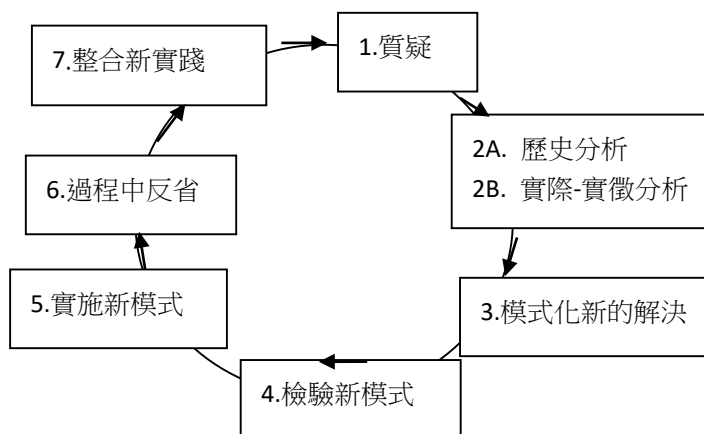 1.質疑
2A. 歷史分析
2B. 實際-實徵分析
3.模式化新的解決
4.檢驗新模式
5.實施新模式
6.過程中反省
7.整合新實踐